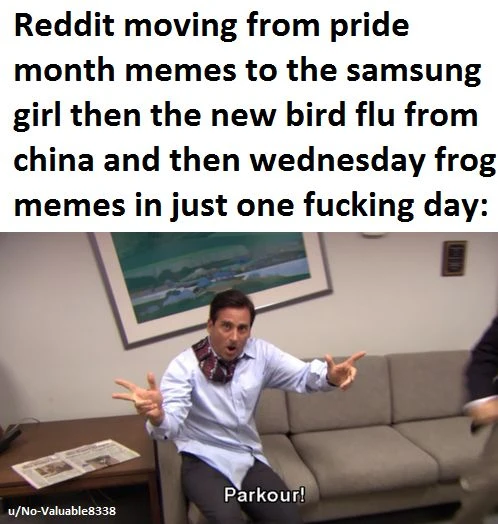 Reddit moving from pride
month memes to the samsung
girl then the new bird flu from
china and then wednesday frog
memes in just one fucking day:
Parkour!
u/No-Valuable8338